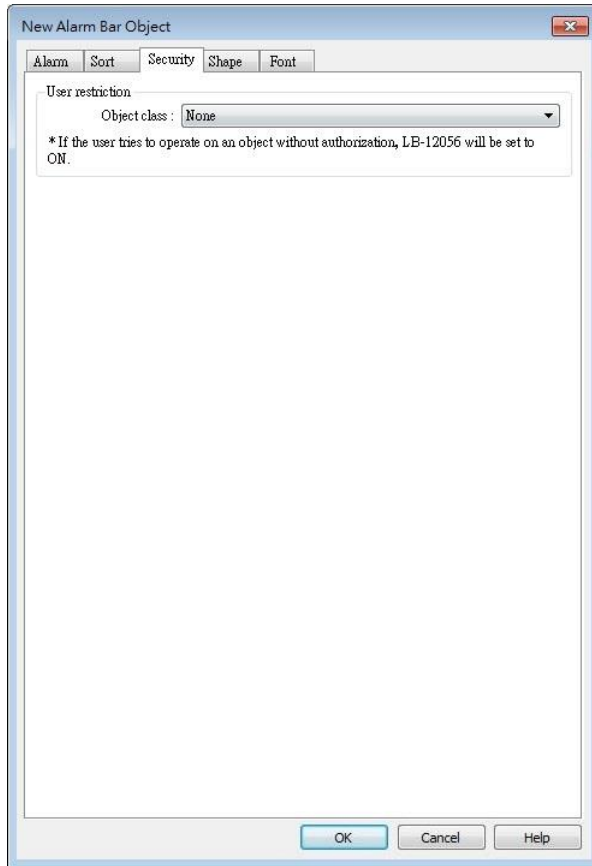 New Alarm Bar Object
Alarm Sort Security Shape Font
User restriction
Object class : None
* If the user tries to operate on an object without authorization, LB-12056 will be set to
ON.
OK Cancel Help